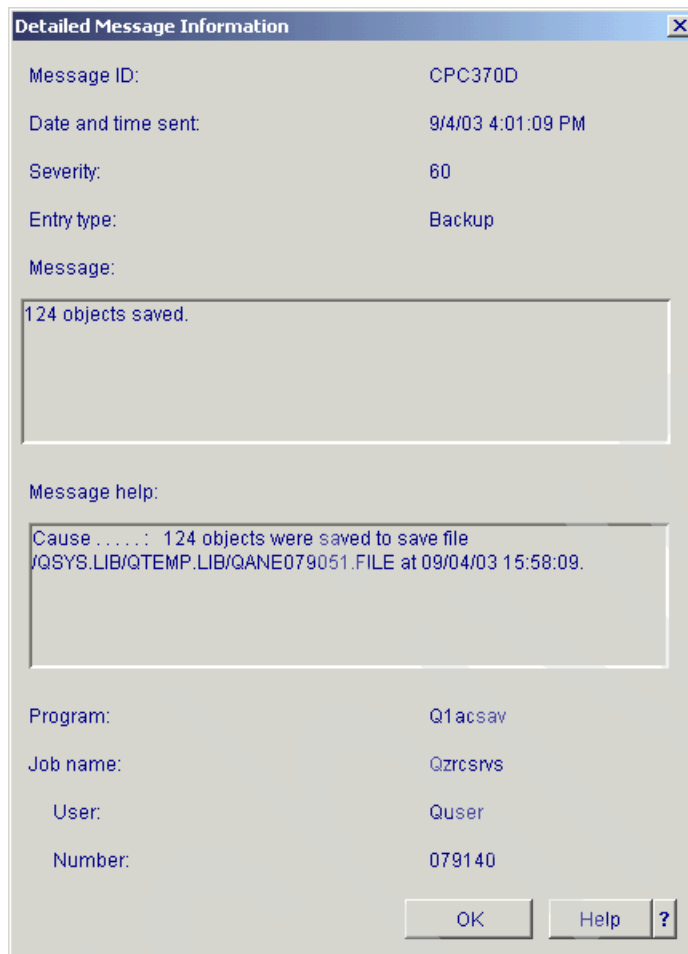 Detailed Message Information
Message ID: CPC370D
Date and time sent: 9/4/03 4:01:09 PM
Severity: 60
Entry type: Backup
Message:
124 objects saved.
Message help:
Cause . . . . . : 124 objects were saved to save file
/QSYS.LIB/QTEMP.LIB/QANE079051.FILE at 09/04/03 15:58:09.
Program: Q1acsav
Job name: Qzrcsrvs
User: Quser
Number: 079140
OK Help ?